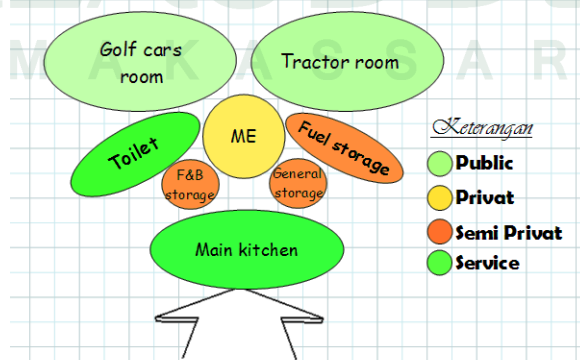 MAKASSAR
Golf cars
room
Tractor room
ME
Toilet
Fuel storage
F&B
storage
General
storage
Main kitchen
Keterangan
Public
Privat
Semi Privat
Service